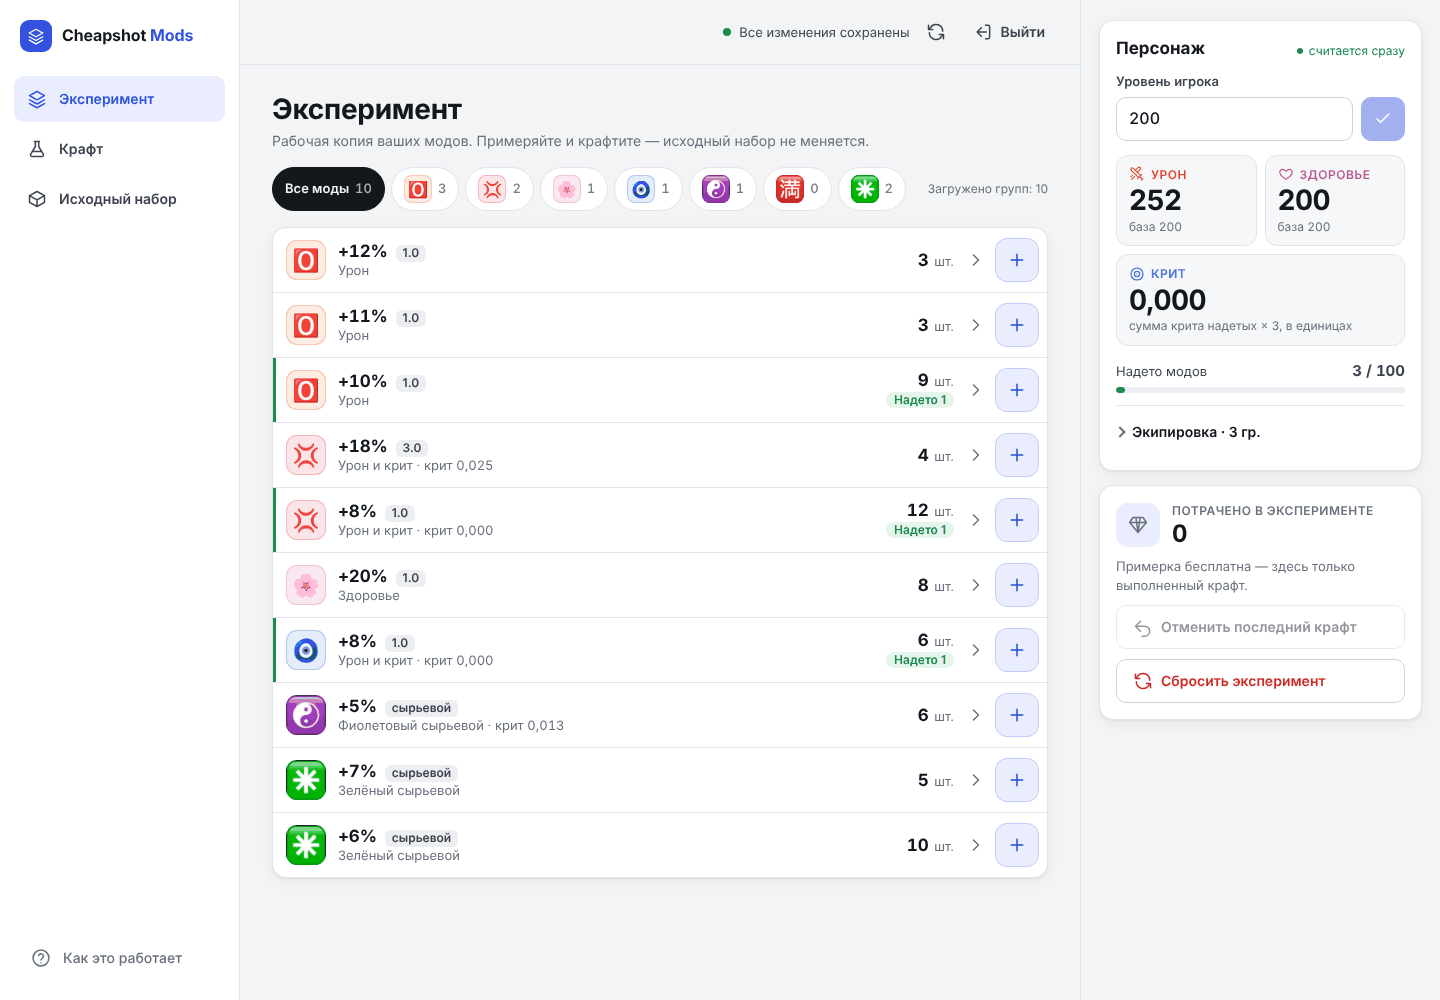 Cheapshot Mods
Эксперимент
Крафт
Исходный набор
Как это работает
Все изменения сохранены
Выйти
Эксперимент
Рабочая копия ваших модов. Примеряйте и крафтите — исходный набор не меняется.
Все моды 10
3
2
1
1
1
満 0
2
Загружено групп: 10
+12% 1.0
Урон
3 шт.
+11% 1.0
Урон
3 шт.
+10% 1.0
Урон
9 шт.
Надето 1
+18% 3.0
Урон и крит · крит 0,025
4 шт.
+8% 1.0
Урон и крит · крит 0,000
12 шт.
Надето 1
+20% 1.0
Здоровье
8 шт.
+8% 1.0
Урон и крит · крит 0,000
6 шт.
Надето 1
+5% сырьевой
Фиолетовый сырьевой · крит 0,013
6 шт.
+7% сырьевой
Зелёный сырьевой
5 шт.
+6% сырьевой
Зелёный сырьевой
10 шт.
Персонаж
считается сразу
Уровень игрока
200
УРОН
252
база 200
ЗДОРОВЬЕ
200
база 200
КРИТ
0,000
сумма крита надетых × 3, в единицах
Надето модов 3 / 100
Экипировка · 3 гр.
ПОТРАЧЕНО В ЭКСПЕРИМЕНТЕ
0
Примерка бесплатна — здесь только
выполненный крафт.
Отменить последний крафт
Сбросить эксперимент